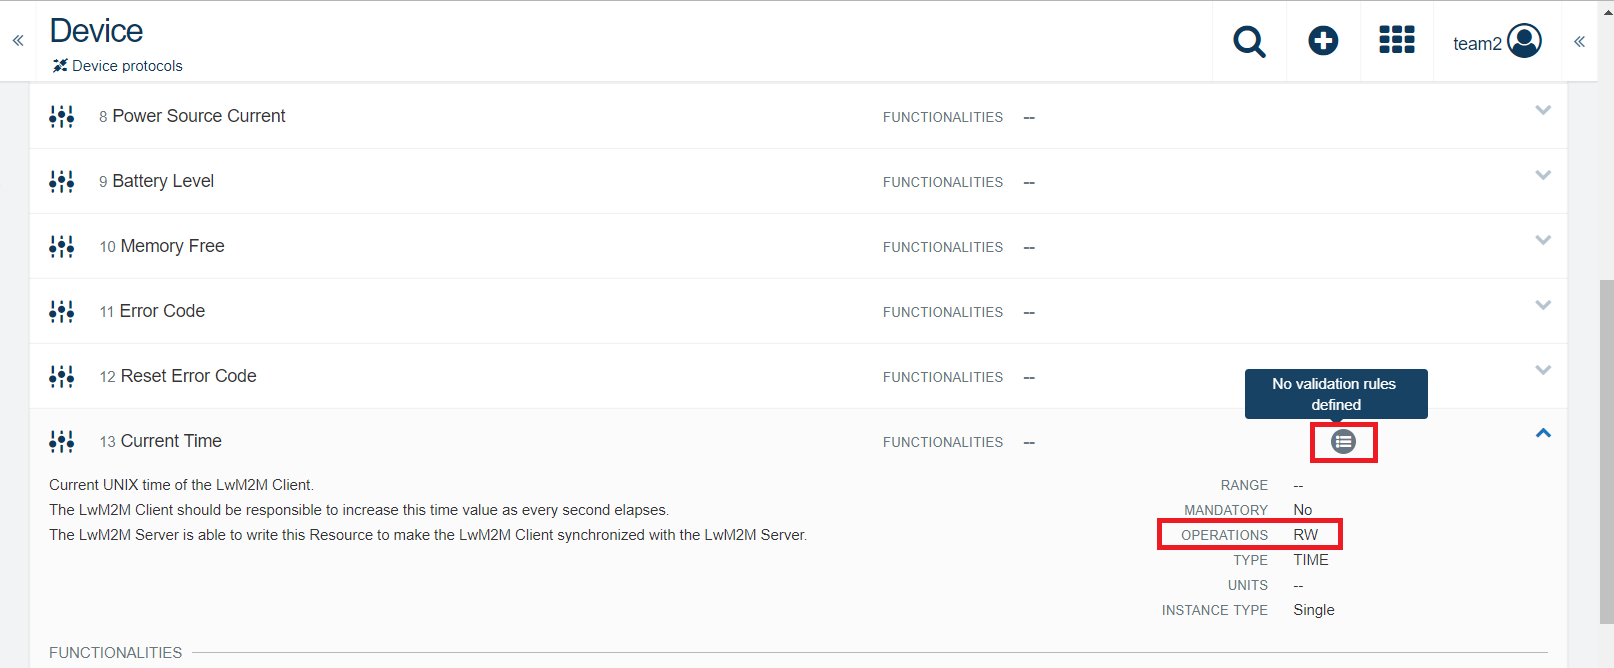 Device
Device protocols
team2
8 Power Source Current FUNCTIONALITIES --
9 Battery Level FUNCTIONALITIES --
10 Memory Free FUNCTIONALITIES --
11 Error Code FUNCTIONALITIES --
12 Reset Error Code FUNCTIONALITIES --
No validation rules
defined
13 Current Time FUNCTIONALITIES --
Current UNIX time of the LwM2M Client.
The LwM2M Client should be responsible to increase this time value as every second elapses.
The LwM2M Server is able to write this Resource to make the LwM2M Client synchronized with the LwM2M Server.
RANGE --
MANDATORY No
OPERATIONS RW
TYPE TIME
UNITS --
INSTANCE TYPE Single
FUNCTIONALITIES